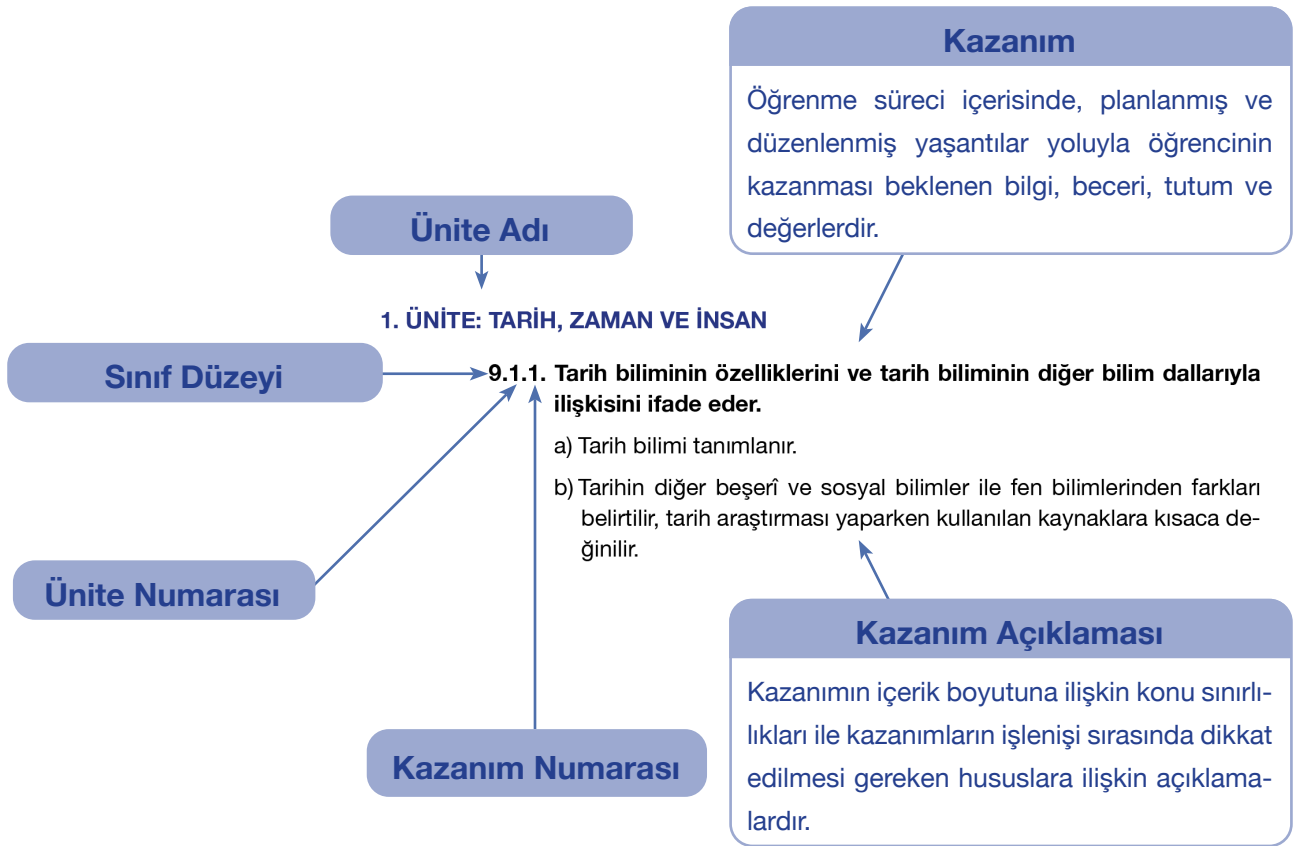 Kazanım
Öğrenme süreci içerisinde, planlanmış ve
düzenlenmiş yaşantılar yoluyla öğrencinin
kazanması beklenen bilgi, beceri, tutum ve
değerlerdir.
Ünite Adı
1. ÜNİTE: TARİH, ZAMAN VE İNSAN
Sınıf Düzeyi
9.1.1. Tarih biliminin özelliklerini ve tarih biliminin diğer bilim dallarıyla
ilişkisini ifade eder.
a) Tarih bilimi tanımlanır.
b) Tarihin diğer beşerî ve sosyal bilimler ile fen bilimlerinden farkları
belirtilir, tarih araştırması yaparken kullanılan kaynaklara kısaca de-
ğinilir.
Ünite Numarası
Kazanım Numarası
Kazanım Açıklaması
Kazanımın içerik boyutuna ilişkin konu sınırlı-
lıkları ile kazanımların işlenişi sırasında dikkat
edilmesi gereken hususlara ilişkin açıklama-
lardır.